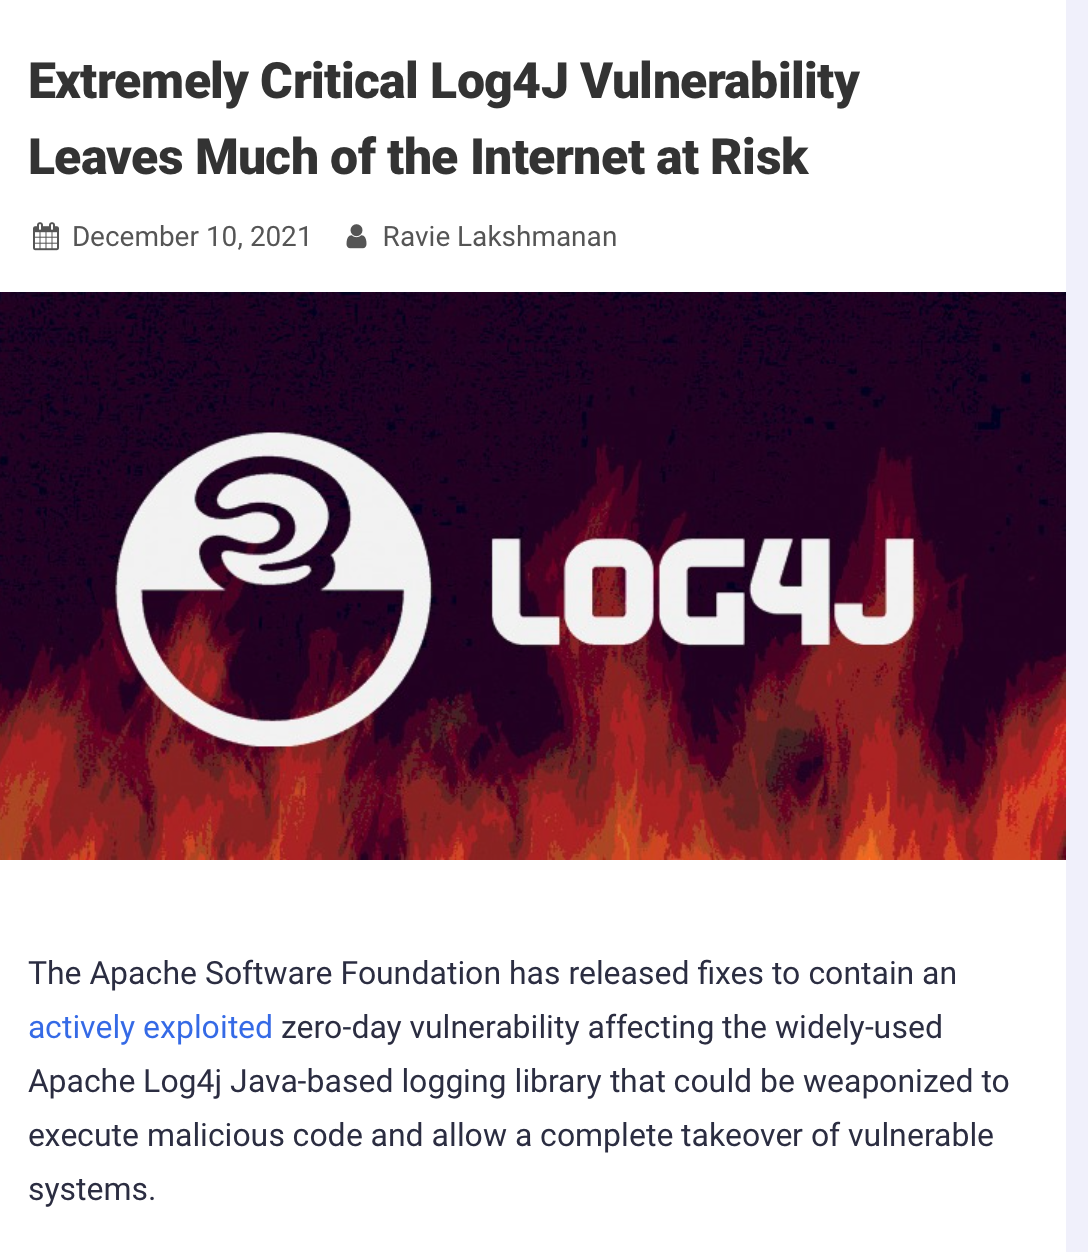 Extremely Critical Log4J Vulnerability
Leaves Much of the Internet at Risk
December 10, 2021 Ravie Lakshmanan
LOG4J
The Apache Software Foundation has released fixes to contain an
actively exploited zero-day vulnerability affecting the widely-used
Apache Log4j Java-based logging library that could be weaponized to
execute malicious code and allow a complete takeover of vulnerable
systems.